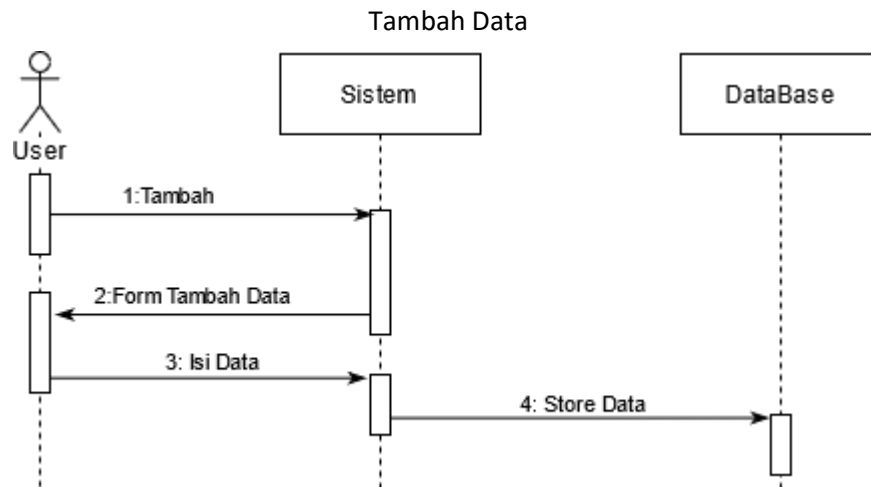 Tambah Data
User
Sistem
DataBase
1:Tambah
2:Form Tambah Data
3: Isi Data
4: Store Data